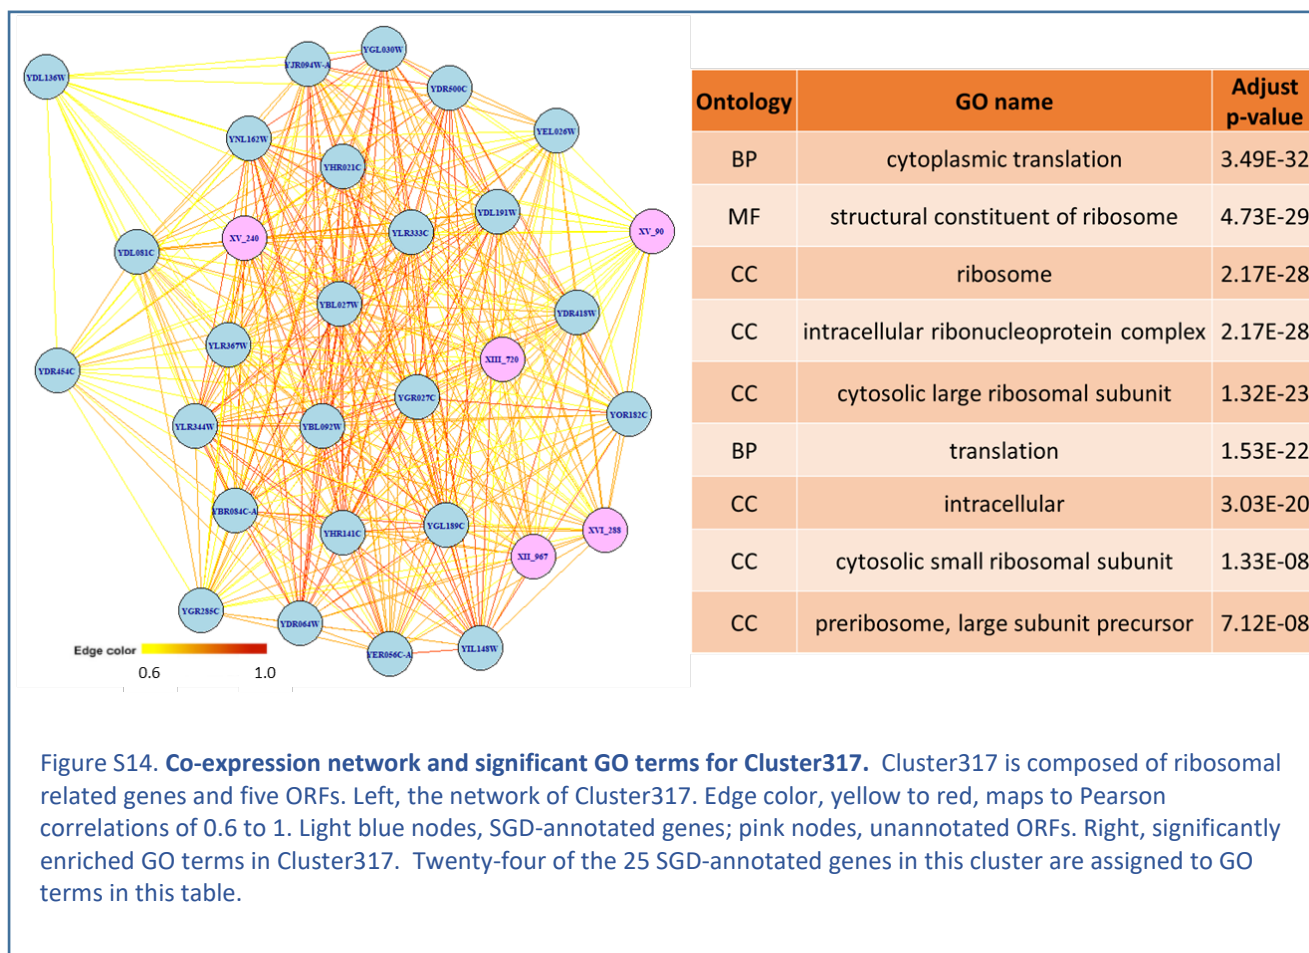 YGL030W
YJR094W-A
YDL136W
YDR500C
YEL026W
YNL162W
YHR021C
YDL191W
XV_240
YLR333C
XV_90
YDL081C
YBL027W
YDR418W
YLR367W
XIII_720
YDR454C
YGR027C
YOR182C
YLR344W
YBL092W
YBR084C-A
YHR141C
YGL189C
XVI_288
XII_967
YGR285C
YDR064W
YER056C-A
YIL148W
Edge color
0.6 1.0
Ontology GO name Adjust
p-value
BP cytoplasmic translation 3.49E-32
MF structural constituent of ribosome 4.73E-29
CC ribosome 2.17E-28
CC intracellular ribonucleoprotein complex 2.17E-28
CC cytosolic large ribosomal subunit 1.32E-23
BP translation 1.53E-22
CC intracellular 3.03E-20
CC cytosolic small ribosomal subunit 1.33E-08
CC preribosome, large subunit precursor 7.12E-08
Figure S14. Co-expression network and significant GO terms for Cluster317. Cluster317 is composed of ribosomal
related genes and five ORFs. Left, the network of Cluster317. Edge color, yellow to red, maps to Pearson
correlations of 0.6 to 1. Light blue nodes, SGD-annotated genes; pink nodes, unannotated ORFs. Right, significantly
enriched GO terms in Cluster317. Twenty-four of the 25 SGD-annotated genes in this cluster are assigned to GO
terms in this table.